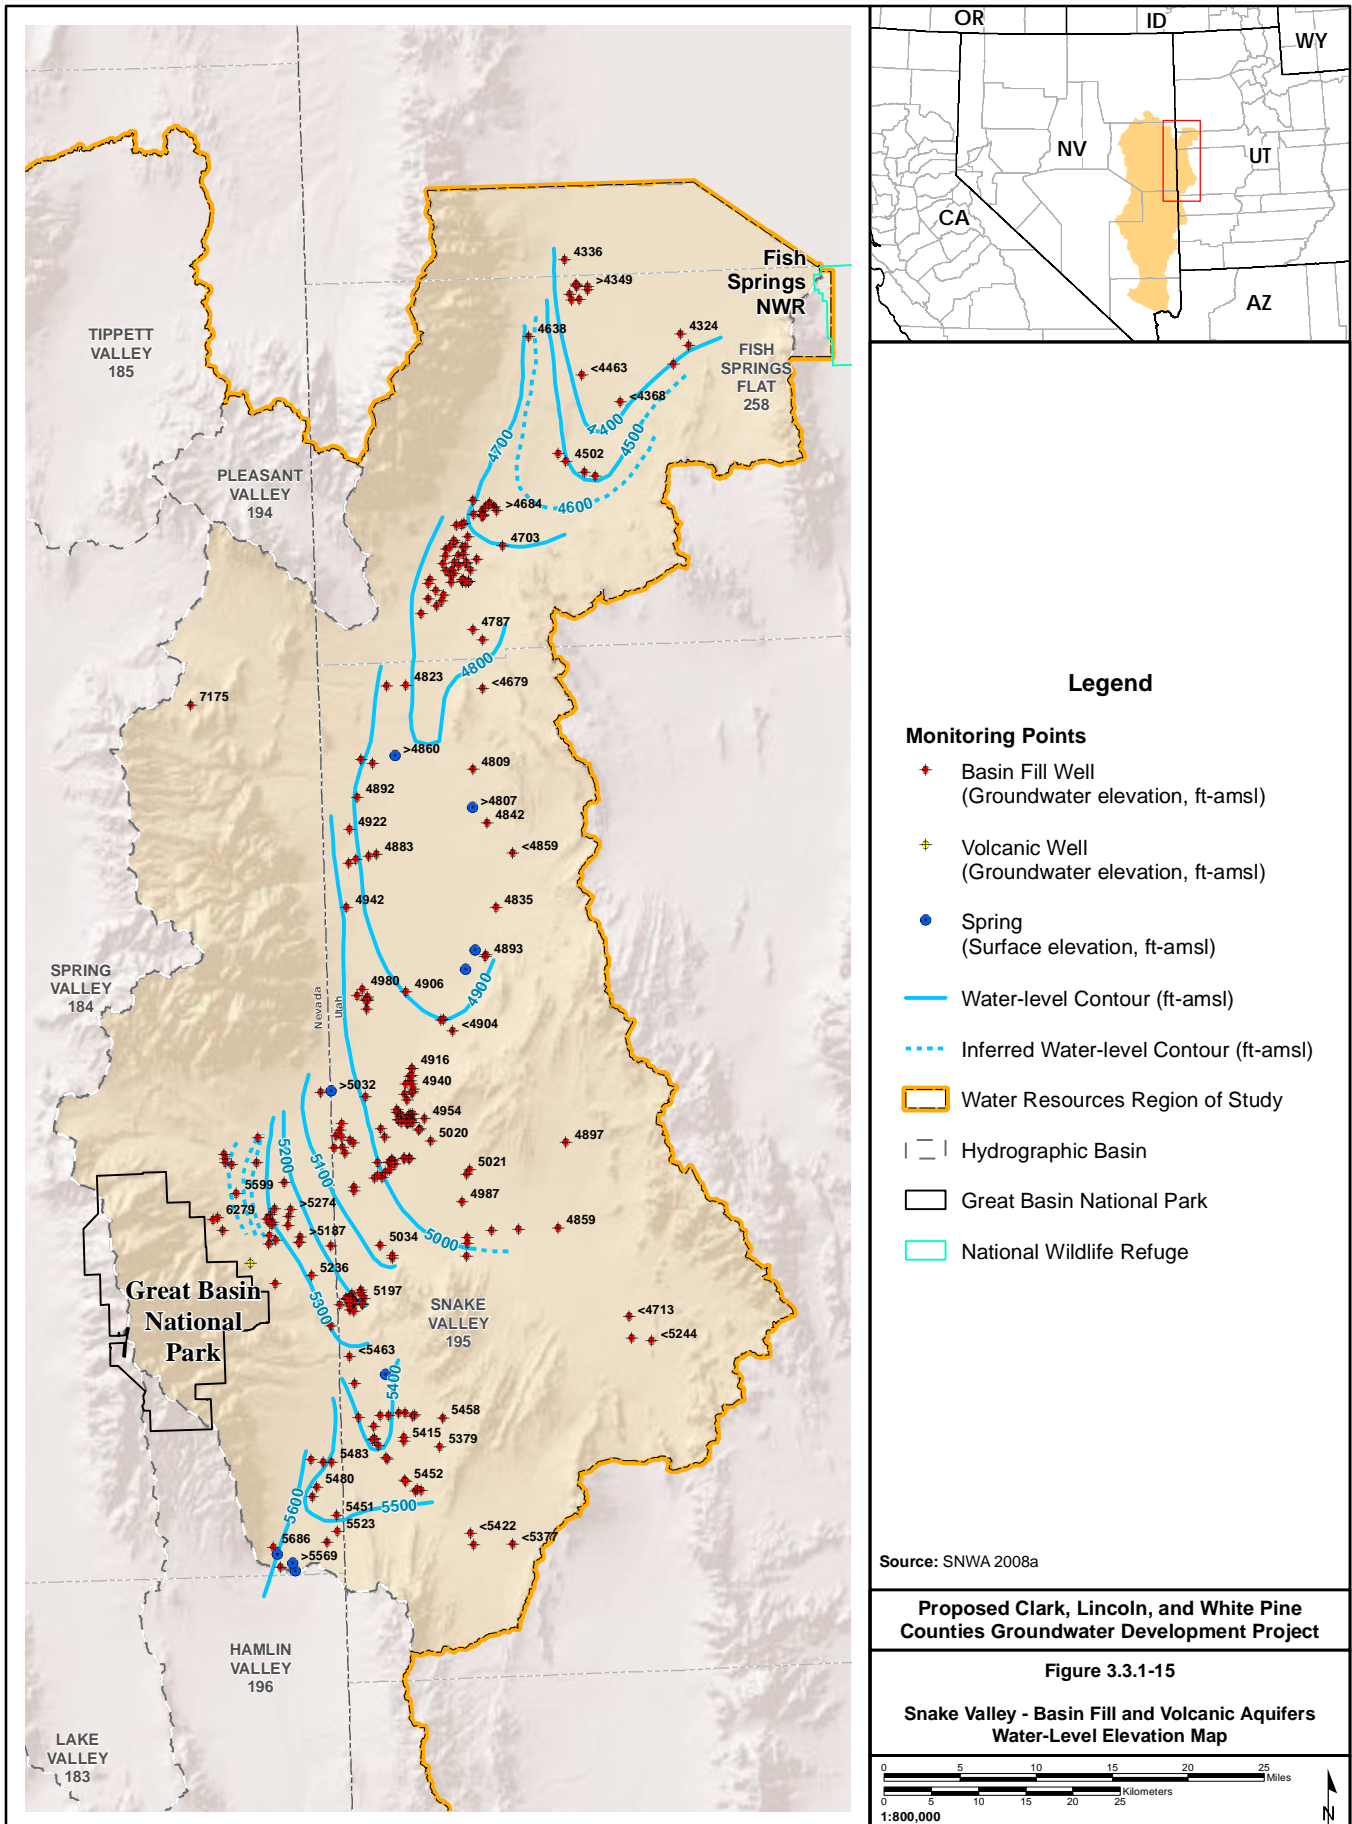 OR
ID
WY
NV
UT
CA
AZ
4336
Fish
Springs
NWR
>4349
4638
4324
TIPPETT
VALLEY
185
FISH
SPRINGS
FLAT
258
<4463
<4368
4400
4700
4500
4502
PLEASANT
VALLEY
194
>4684
4600
4703
4787
4800
4823
<4679
7175
>4860
4809
4892
>4807
4842
4922
4883
<4859
4942
4835
4893
SPRING
VALLEY
184
4980
4906
4900
Nevada
Utah
<4904
4916
4940
>5032
4954
5020
4897
5200
5100
5021
5599
4987
>5274
6279
>5187
5034
5000
4859
5236
Great Basin
National
Park
5300
5197
SNAKE
VALLEY
195
<4713
<5244
<5463
5400
5458
5415
5379
5483
5480
5452
5600
5500
5451
5523
<5422
<5377
5686
>5569
HAMLIN
VALLEY
196
LAKE
VALLEY
183
Legend
Monitoring Points
Basin Fill Well
(Groundwater elevation, ft-amsl)
Volcanic Well
(Groundwater elevation, ft-amsl)
Spring
(Surface elevation, ft-amsl)
Water-level Contour (ft-amsl)
Inferred Water-level Contour (ft-amsl)
Water Resources Region of Study
Hydrographic Basin
Great Basin National Park
National Wildlife Refuge
Source: SNWA 2008a
Proposed Clark, Lincoln, and White Pine
Counties Groundwater Development Project
Figure 3.3.1-15
Snake Valley - Basin Fill and Volcanic Aquifers
Water-Level Elevation Map
0 5 10 15 20 25
Miles
Kilometers
0 5 10 15 20 25
1:800,000
N